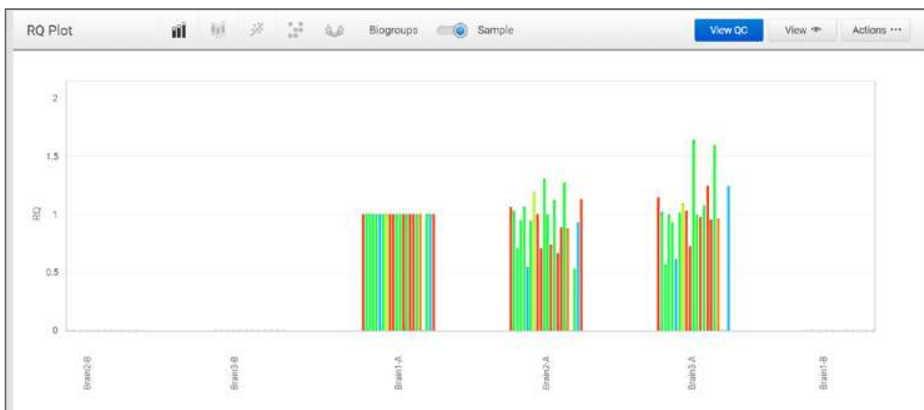 RQ Plot Biogroups Sample View QC View Actions
2
1.5
1
0.5
0
RQ
Brain2-B Brain3-B Brain1-A Brain2-A Brain3-A Brain1-B